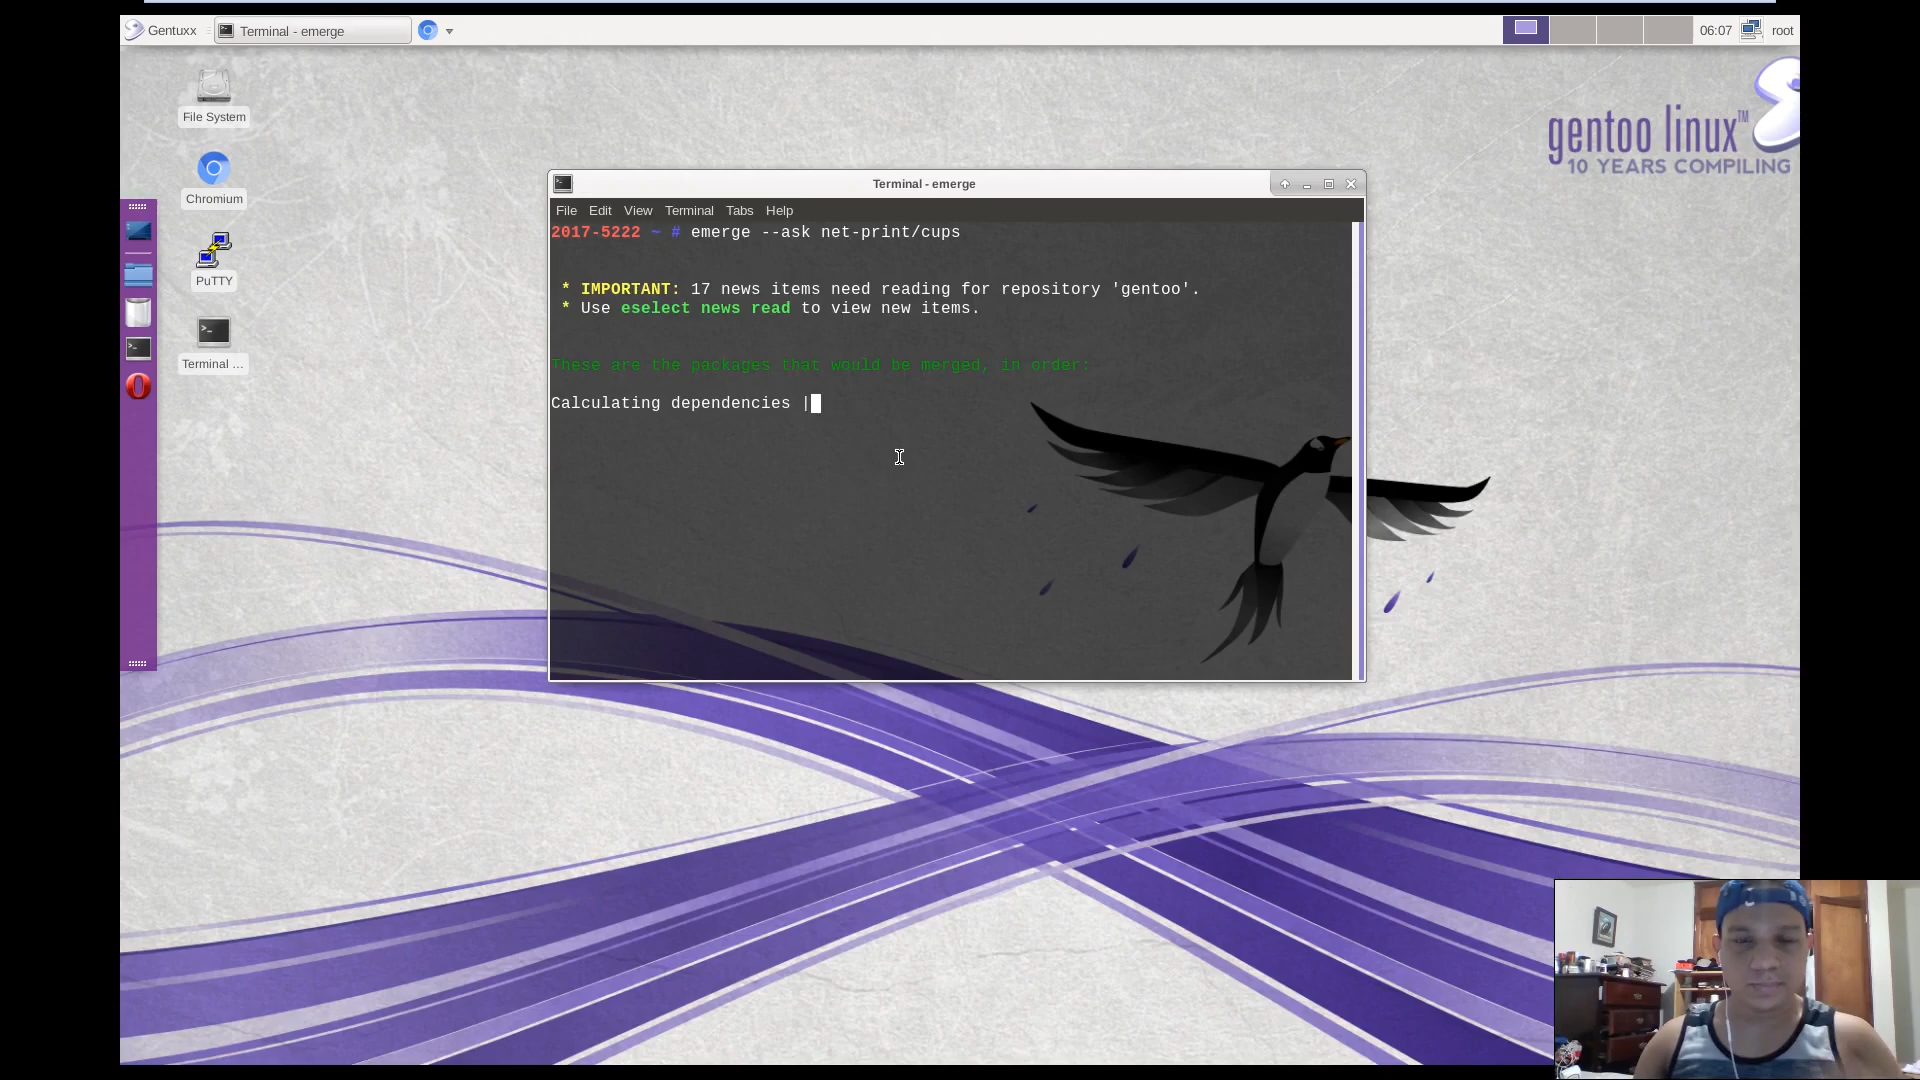 Gentuxx
Terminal - emerge
06:07
root
File System
Chromium
PuTTY
Terminal ...
gentoo linux™
10 YEARS COMPILING
Terminal - emerge
File Edit View Terminal Tabs Help
2017-5222 ~ # emerge --ask net-print/cups
* IMPORTANT: 17 news items need reading for repository 'gentoo'.
* Use eselect news read to view new items.
These are the packages that would be merged, in order:
Calculating dependencies |